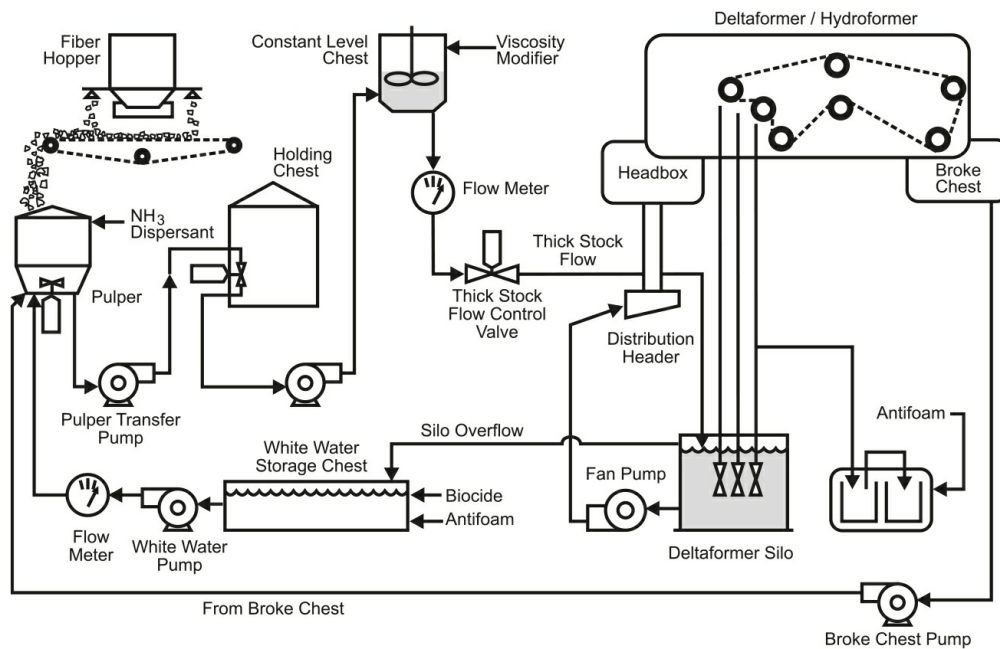 Deltaformer / Hydroformer
Fiber
Hopper
Constant Level
Chest
Viscosity
Modifier
Holding
Chest
Headbox
Broke
Chest
Flow Meter
NH3
Dispersant
Thick Stock
Flow
Pulper
Thick Stock
Flow Control
Valve
Distribution
Header
Pulper Transfer
Pump
Antifoam
Silo Overflow
White Water
Storage Chest
Fan Pump
Biocide
Antifoam
Flow
Meter
White Water
Pump
Deltaformer Silo
From Broke Chest
Broke Chest Pump